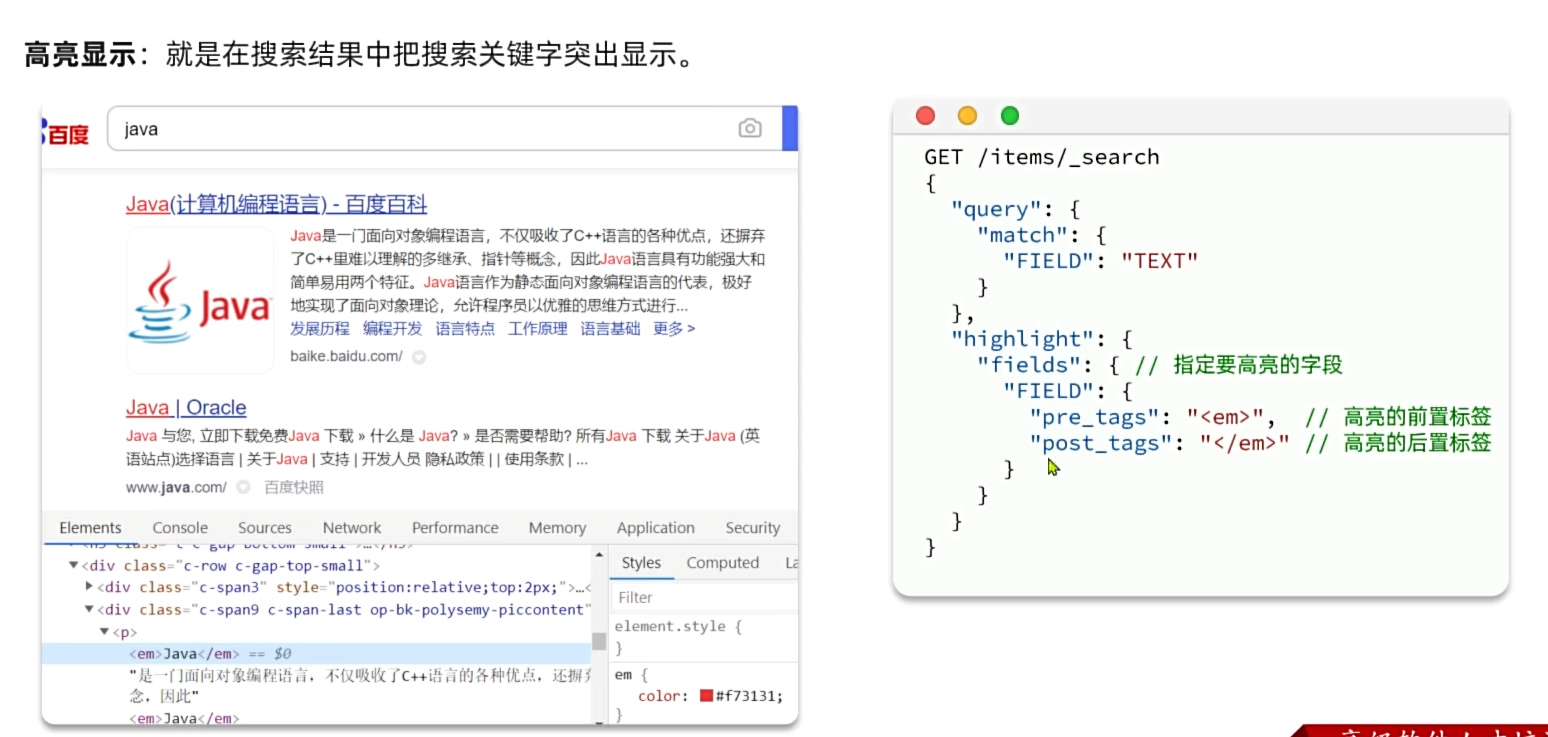 高亮显示：就是在搜索结果中把搜索关键字突出显示。
百度
java
Java(计算机编程语言) - 百度百科
Java
Java是一门面向对象编程语言，不仅吸收了C++语言的各种优点，还摒弃
了C++里难以理解的多继承、指针等概念，因此Java语言具有功能强大和
简单易用两个特征。Java语言作为静态面向对象编程语言的代表，极好
地实现了面向对象理论，允许程序员以优雅的思维方式进行...
发展历程 编程开发 语言特点 工作原理 语言基础 更多 >
baike.baidu.com/
Java | Oracle
Java 与您, 立即下载免费Java 下载 » 什么是 Java? » 是否需要帮助? 所有Java 下载 关于Java (英
语站点)选择语言 | 关于Java | 支持 | 开发人员 隐私政策 | | 使用条款 | ...
www.java.com/ 百度快照
Elements Console Sources Network Performance Memory Application Security
<div class="c-row c-gap-top-small">
<div class="c-span3" style="position:relative;top:2px;">…<
<div class="c-span9 c-span-last op-bk-polysemy-piccontent"
<p>
<em>Java</em> == $0
"是一门面向对象编程语言，不仅吸收了C++语言的各种优点，还摒弃
念，因此"
<em>Java</em>
Styles Computed La
Filter
element.style {
}
em {
color: #f73131;
}
GET /items/_search
{
"query": {
"match": {
"FIELD": "TEXT"
}
},
"highlight": {
"fields": { // 指定要高亮的字段
"FIELD": {
"pre_tags": "<em>", // 高亮的前置标签
"post_tags": "</em>" // 高亮的后置标签
}
}
}
}